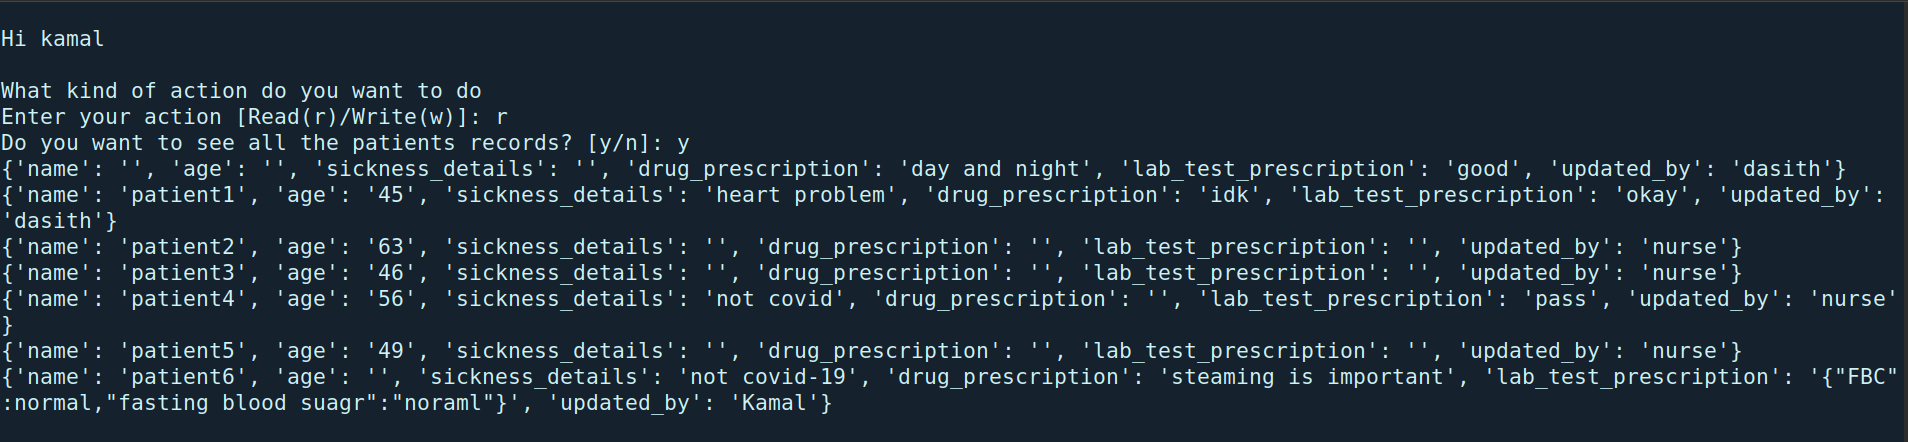 Hi kamal
What kind of action do you want to do
Enter your action [Read(r)/Write(w)]: r
Do you want to see all the patients records? [y/n]: y
{'name': '', 'age': '', 'sickness_details': '', 'drug_prescription': 'day and night', 'lab_test_prescription': 'good', 'updated_by': 'dasith'}
{'name': 'patient1', 'age': '45', 'sickness_details': 'heart problem', 'drug_prescription': 'idk', 'lab_test_prescription': 'okay', 'updated_by':
'dasith'}
{'name': 'patient2', 'age': '63', 'sickness_details': '', 'drug_prescription': '', 'lab_test_prescription': '', 'updated_by': 'nurse'}
{'name': 'patient3', 'age': '46', 'sickness_details': '', 'drug_prescription': '', 'lab_test_prescription': '', 'updated_by': 'nurse'}
{'name': 'patient4', 'age': '56', 'sickness_details': 'not covid', 'drug_prescription': '', 'lab_test_prescription': 'pass', 'updated_by': 'nurse'
}
{'name': 'patient5', 'age': '49', 'sickness_details': '', 'drug_prescription': '', 'lab_test_prescription': '', 'updated_by': 'nurse'}
{'name': 'patient6', 'age': '', 'sickness_details': 'not covid-19', 'drug_prescription': 'steaming is important', 'lab_test_prescription': '{"FBC"
:normal,"fasting blood suagr":"noraml"}', 'updated_by': 'Kamal'}